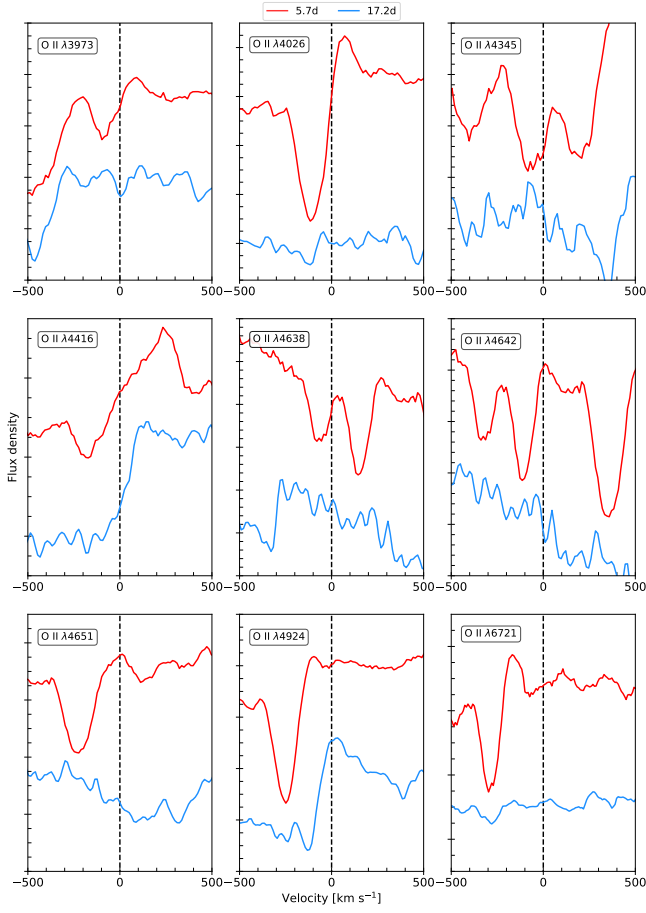 5.7d 17.2d
O II λ3973 O II λ4026 O II λ4345
−500 0 500 −500 0 500 −500 0 500
O II λ4416 O II λ4638 O II λ4642
Flux density
−500 0 500 −500 0 500 −500 0 500
O II λ4651 O II λ4924 O II λ6721
−500 0 500 −500 0 500 −500 0 500
Velocity [km s⁻¹]